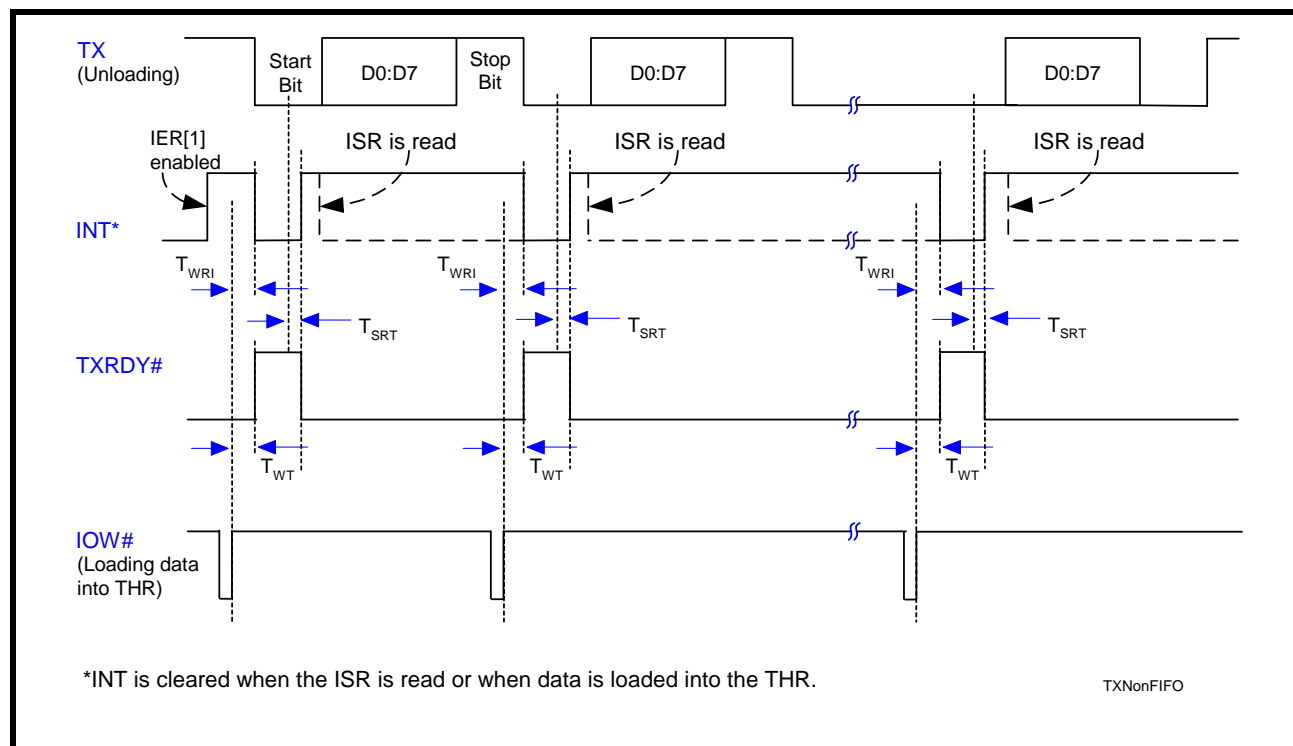 TX
(Unloading)
Start
Bit
D0:D7
Stop
Bit
D0:D7
D0:D7
IER[1]
enabled
ISR is read
ISR is read
ISR is read
INT*
TWRI
TWRI
TWRI
TSRT
TSRT
TSRT
TXRDY#
TWT
TWT
TWT
IOW#
(Loading data
into THR)
*INT is cleared when the ISR is read or when data is loaded into the THR.
TXNonFIFO